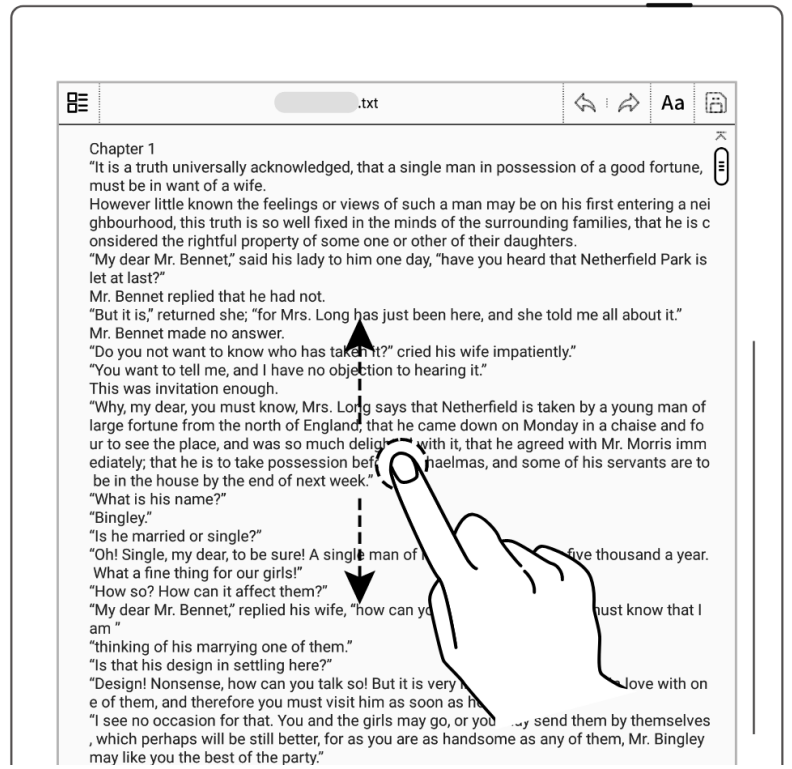 .txt
Aa
Chapter 1
“It is a truth universally acknowledged, that a single man in possession of a good fortune,
must be in want of a wife.
However little known the feelings or views of such a man may be on his first entering a nei
ghbourhood, this truth is so well fixed in the minds of the surrounding families, that he is c
onsidered the rightful property of some one or other of their daughters.
“My dear Mr. Bennet,” said his lady to him one day, “have you heard that Netherfield Park is
let at last?”
Mr. Bennet replied that he had not.
“But it is,” returned she; “for Mrs. Long has just been here, and she told me all about it.”
Mr. Bennet made no answer.
“Do you not want to know who has taken it?” cried his wife impatiently.”
“You want to tell me, and I have no objection to hearing it.”
This was invitation enough.
“Why, my dear, you must know, Mrs. Long says that Netherfield is taken by a young man of
large fortune from the north of England; that he came down on Monday in a chaise and fo
ur to see the place, and was so much with it, that he agreed with Mr. Morris imm
ediately; that he is to take possession and some of his servants are to
be in the house by the end of next week.”
“What is his name?”
“Bingley.”
“Is he married or single?”
“Oh! Single, my dear, to be sure! A single man of five thousand a year.
What a fine thing for our girls!”
“How so? How can it affect them?”
“My dear Mr. Bennet,” replied his wife, “how can must know that I
am ”
“thinking of his marrying one of them.”
“Is that his design in settling here?”
“Design! Nonsense, how can you talk so! But it is very love with on
e of them, and therefore you must visit him as soon as
“I see no occasion for that. You and the girls may go, or you send them by themselves
, which perhaps will be still better, for as you are as handsome as any of them, Mr. Bingley
may like you the best of the party.”